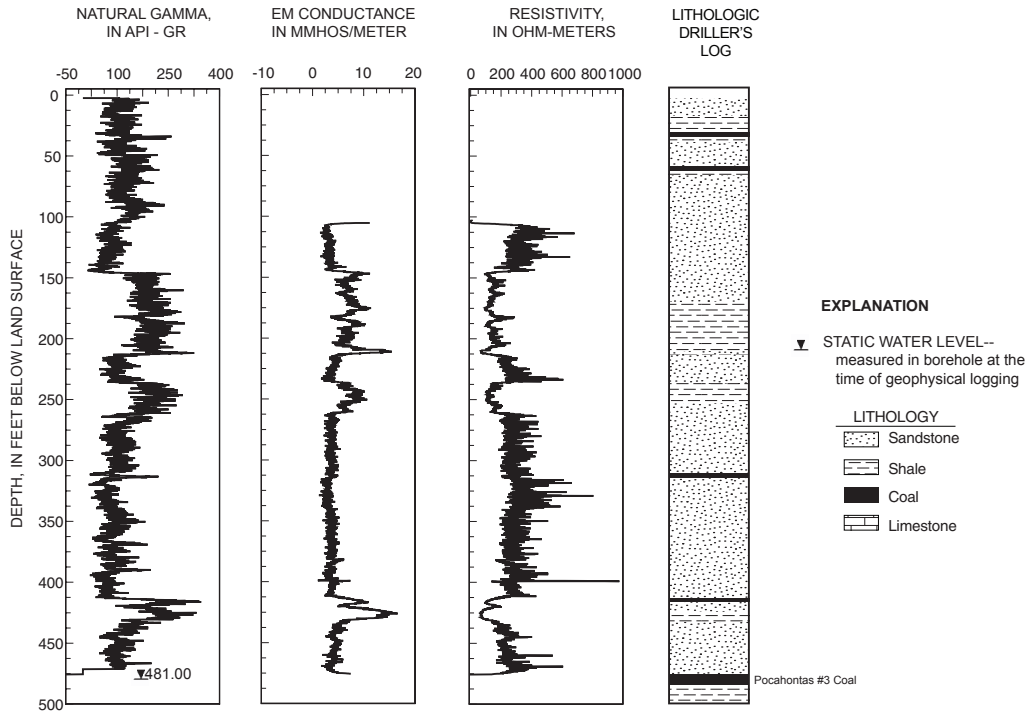 NATURAL GAMMA,
IN API - GR
EM CONDUCTANCE
IN MMHOS/METER
RESISTIVITY,
IN OHM-METERS
LITHOLOGIC
DRILLER'S
LOG
-50 100 250 400
-10 0 10 20
0 200 400 600 800 1000
DEPTH, IN FEET BELOW LAND SURFACE
0
50
100
150
200
250
300
350
400
450
500
481.00
Pocahontas #3 Coal
EXPLANATION
STATIC WATER LEVEL--
measured in borehole at the
time of geophysical logging
LITHOLOGY
Sandstone
Shale
Coal
Limestone